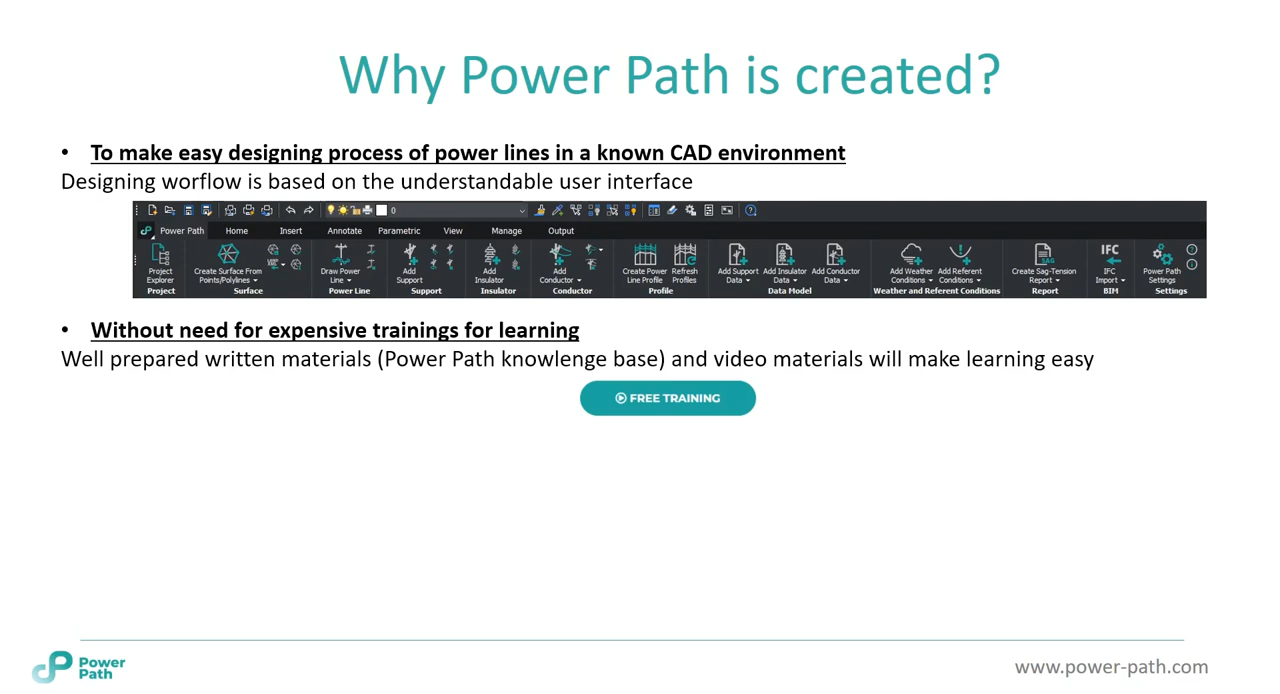 Why Power Path is created?
• To make easy designing process of power lines in a known CAD environment
Designing worflow is based on the understandable user interface
0
Power Path Home Insert Annotate Parametric View Manage Output
Project Explorer
Project
Create Surface From Points/Polylines
Surface
Draw Power Line
Power Line
Add Support
Support
Add Insulator
Insulator
Add Conductor
Conductor
Create Power Line Profile
Refresh Profiles
Profile
Add Support Data
Add Insulator Data
Add Conductor Data
Data Model
Add Weather Conditions
Add Referent Conditions
Weather and Referent Conditions
SAG
Create Sag-Tension Report
Report
IFC
IFC Import
BIM
Power Path Settings
Settings
• Without need for expensive trainings for learning
Well prepared written materials (Power Path knowlenge base) and video materials will make learning easy
FREE TRAINING
Power
Path
www.power-path.com